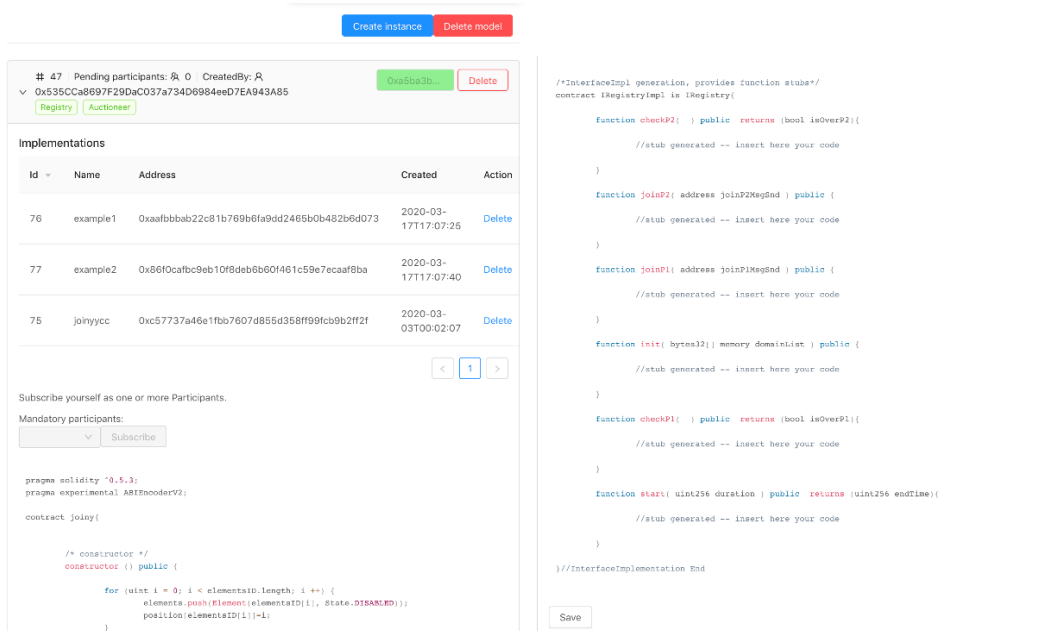 Create instance Delete model
# 47 Pending participants: 0 CreatedBy:
0xa5ba3b... Delete
0x535CCa8697F29DaC037a734D6984eeD7EA943A85
Registry Auctioneer
Implementations
Id Name Address Created Action
76 example1 0xaafbbbab22c81b769b6fa9dd2465b0b482b6d073 2020-03-
17T17:07:25 Delete
77 example2 0x86f0cafbc9eb10f8deb6b60f461c59e7ecaaf8ba 2020-03-
17T17:07:40 Delete
75 joinyycc 0xc57737a46e1fbb7607d855d358ff99fcb9b2ff2f 2020-03-
03T00:02:07 Delete
< 1 >
Subscribe yourself as one or more Participants.
Mandatory participants:
Subscribe
pragma solidity ^0.5.3;
pragma experimental ABIEncoderV2;
contract joiny{
/* constructor */
constructor () public {
for (uint i = 0; i < elementsID.length; i ++) {
elements.push(Element(elementsID[i], State.DISABLED));
position[elementsID[i]]=i;
}
/*InterfaceImpl generation, provides function stubs*/
contract IRegistryImpl is IRegistry{
function checkP2( ) public returns (bool isOverP2){
//stub generated -- insert here your code
}
function joinP2( address joinP2MsgSnd ) public {
//stub generated -- insert here your code
}
function joinP1( address joinP1MsgSnd ) public {
//stub generated -- insert here your code
}
function init( bytes32[] memory domainList ) public {
//stub generated -- insert here your code
}
function checkP1( ) public returns (bool isOverP1){
//stub generated -- insert here your code
}
function start( uint256 duration ) public returns (uint256 endTime){
//stub generated -- insert here your code
}
}//InterfaceImplementation End
Save